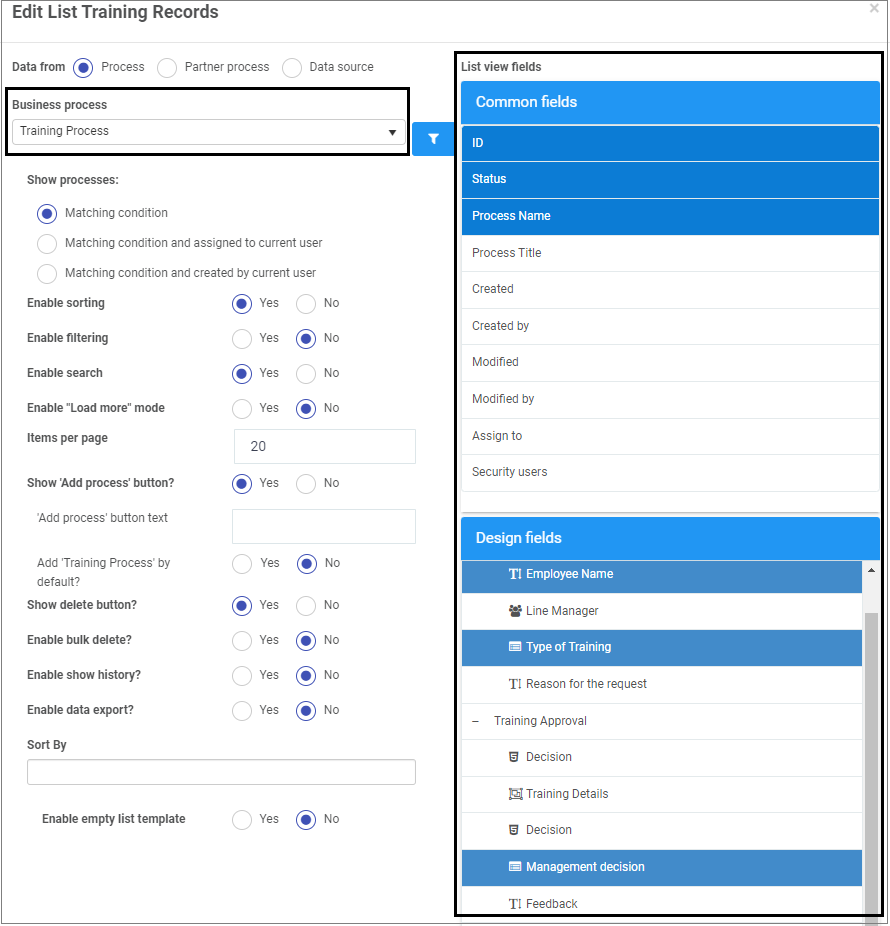 Edit List Training Records
×
Data from Process Partner process Data source
Business process
Training Process
Show processes:
Matching condition
Matching condition and assigned to current user
Matching condition and created by current user
Enable sorting Yes No
Enable filtering Yes No
Enable search Yes No
Enable "Load more" mode Yes No
Items per page 20
Show 'Add process' button? Yes No
'Add process' button text
Add 'Training Process' by Yes No
default?
Show delete button? Yes No
Enable bulk delete? Yes No
Enable show history? Yes No
Enable data export? Yes No
Sort By
Enable empty list template Yes No
List view fields
Common fields
ID
Status
Process Name
Process Title
Created
Created by
Modified
Modified by
Assign to
Security users
Design fields
Employee Name
Line Manager
Type of Training
Reason for the request
– Training Approval
Decision
Training Details
Decision
Management decision
Feedback